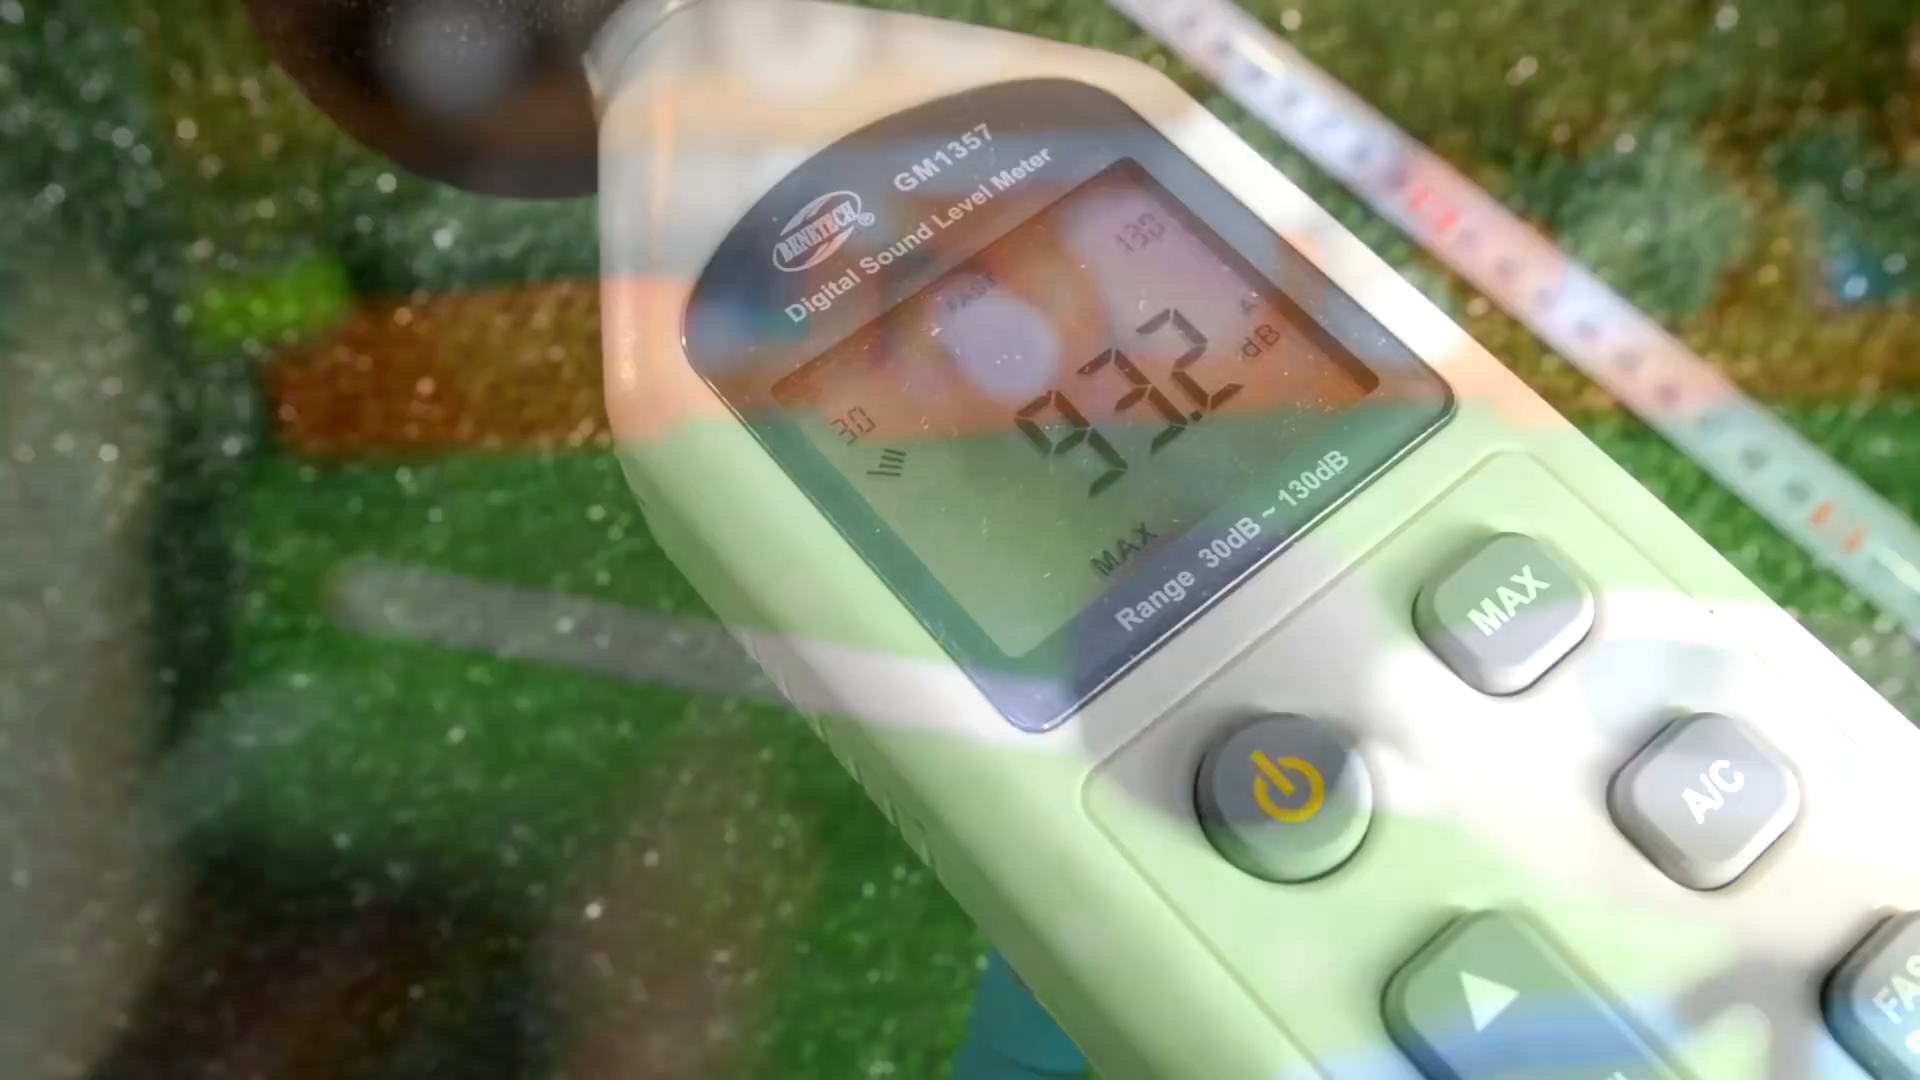 GM1357
BENETECH®
Digital Sound Level Meter
130
FAST
A
dB
93.2
30
MAX
Range 30dB ~ 130dB
MAX
A/C